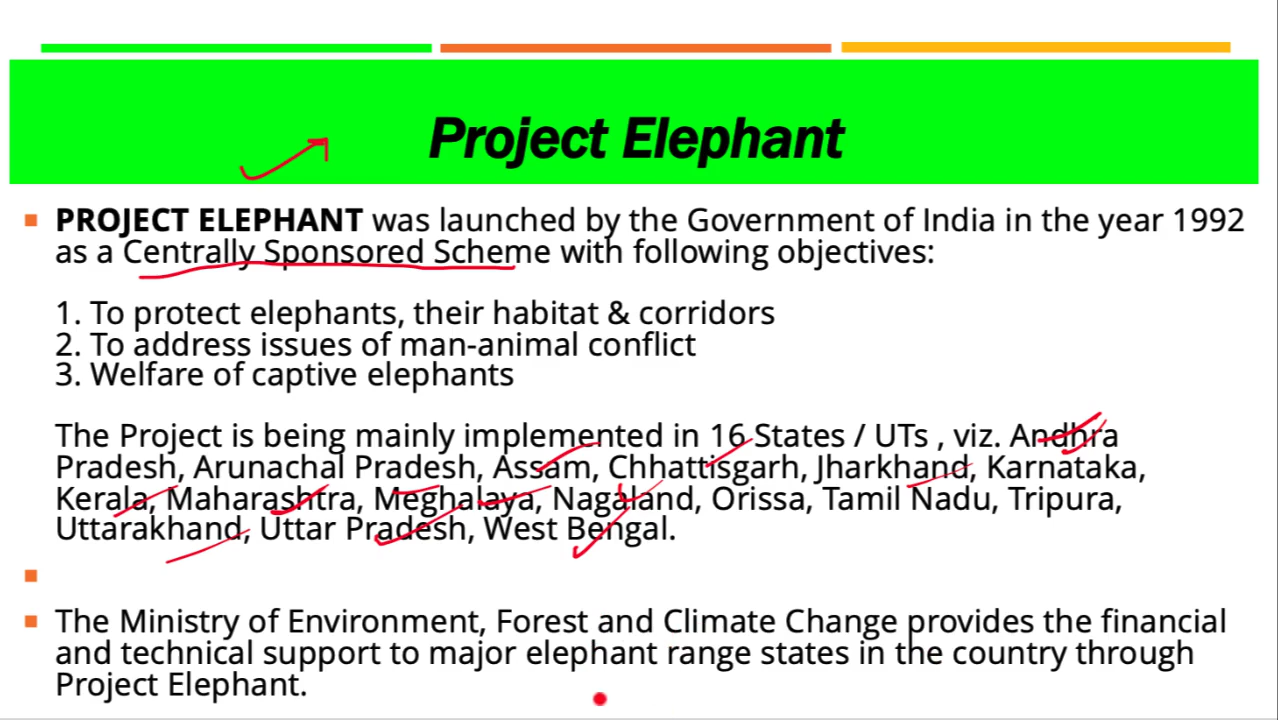 Project Elephant
PROJECT ELEPHANT was launched by the Government of India in the year 1992
as a Centrally Sponsored Scheme with following objectives:
1. To protect elephants, their habitat & corridors
2. To address issues of man-animal conflict
3. Welfare of captive elephants
The Project is being mainly implemented in 16 States / UTs , viz. Andhra
Pradesh, Arunachal Pradesh, Assam, Chhattisgarh, Jharkhand, Karnataka,
Kerala, Maharashtra, Meghalaya, Nagaland, Orissa, Tamil Nadu, Tripura,
Uttarakhand, Uttar Pradesh, West Bengal.
The Ministry of Environment, Forest and Climate Change provides the financial
and technical support to major elephant range states in the country through
Project Elephant.